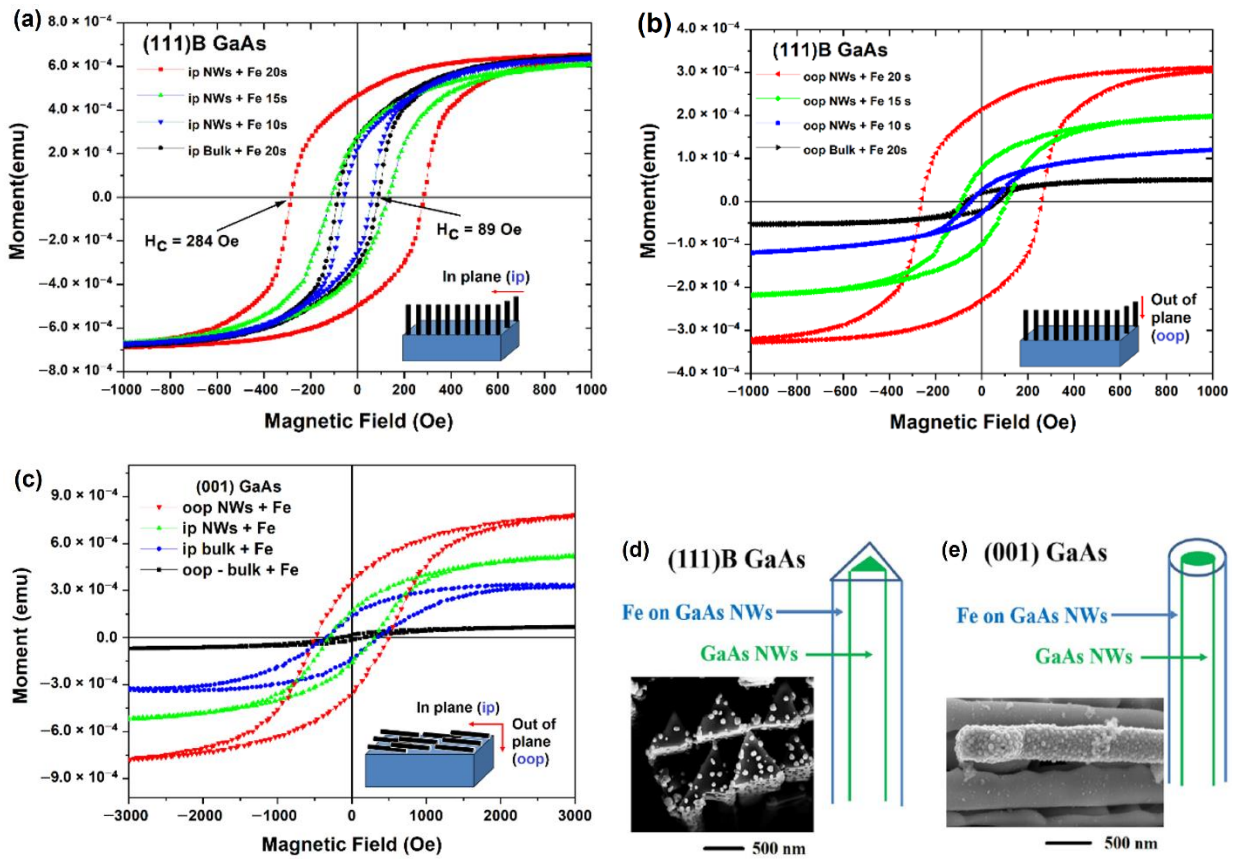 (a)
(111)B GaAs
ip NWs + Fe 20s
ip NWs + Fe 15s
ip NWs + Fe 10s
ip Bulk + Fe 20s
8.0 × 10⁻⁴
6.0 × 10⁻⁴
4.0 × 10⁻⁴
2.0 × 10⁻⁴
0.0
−2.0 × 10⁻⁴
−4.0 × 10⁻⁴
−6.0 × 10⁻⁴
−8.0 × 10⁻⁴
Moment(emu)
H_C = 284 Oe
H_C = 89 Oe
In plane (ip)
−1000 −800 −600 −400 −200 0 200 400 600 800 1000
Magnetic Field (Oe)
(b)
(111)B GaAs
oop NWs + Fe 20 s
oop NWs + Fe 15 s
oop NWs + Fe 10 s
oop Bulk + Fe 20s
4.0 × 10⁻⁴
3.0 × 10⁻⁴
2.0 × 10⁻⁴
1.0 × 10⁻⁴
0.0
−1.0 × 10⁻⁴
−2.0 × 10⁻⁴
−3.0 × 10⁻⁴
−4.0 × 10⁻⁴
Moment (emu)
Out of
plane
(oop)
−1000 −800 −600 −400 −200 0 200 400 600 800 1000
Magnetic Field (Oe)
(c)
(001) GaAs
oop NWs + Fe
ip NWs + Fe
ip bulk + Fe
oop - bulk + Fe
9.0 × 10⁻⁴
6.0 × 10⁻⁴
3.0 × 10⁻⁴
0.0
−3.0 × 10⁻⁴
−6.0 × 10⁻⁴
−9.0 × 10⁻⁴
Moment (emu)
In plane (ip)
Out of
plane
(oop)
−3000 −2000 −1000 0 1000 2000 3000
Magnetic Field (Oe)
(d)
(111)B GaAs
Fe on GaAs NWs
GaAs NWs
500 nm
(e)
(001) GaAs
Fe on GaAs NWs
GaAs NWs
500 nm